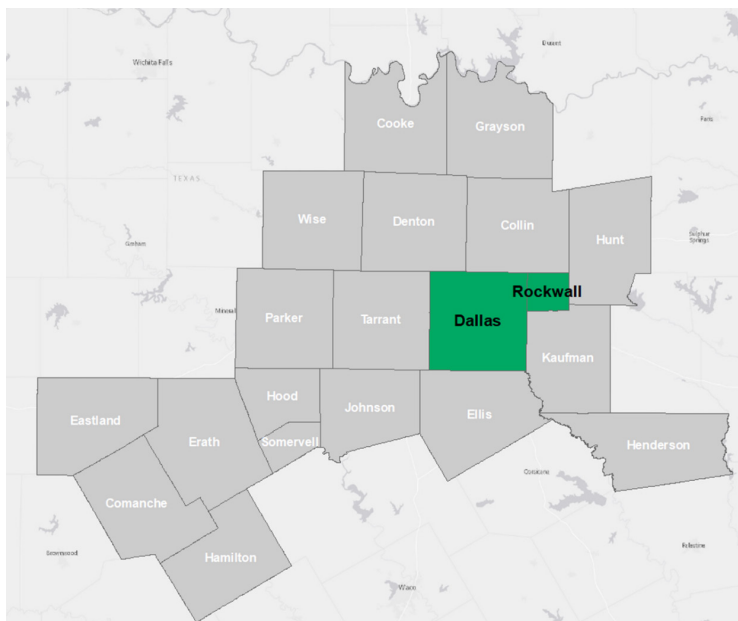 Durant
Wichita Falls
Cooke
Grayson
Paris
TEXAS
Wise
Denton
Collin
Hunt
Sulphur
Springs
Graham
Rockwall
Mineral
Parker
Tarrant
Dallas
Kaufman
Hood
Eastland
Johnson
Ellis
Erath
Somervell
Henderson
Corsicana
Comanche
Brownwood
Hamilton
Palestine
Waco